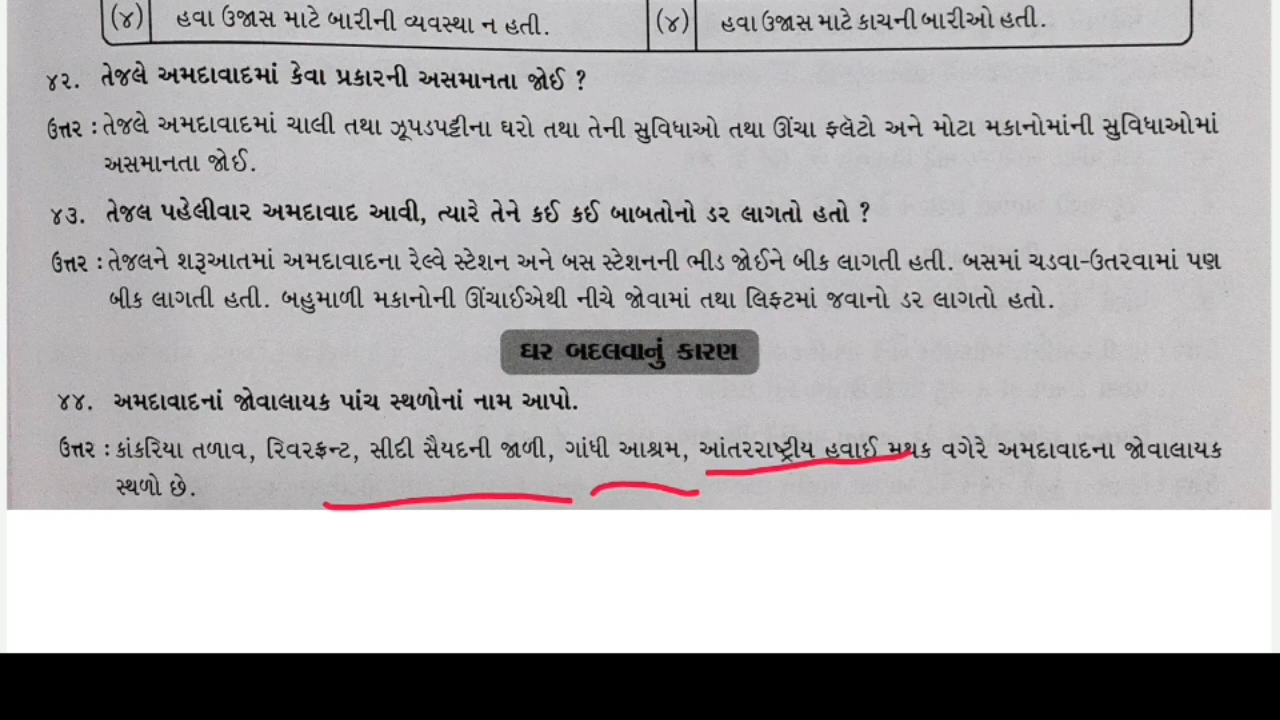 (૪) હવા ઉજાસ માટે બારીની વ્યવસ્થા ન હતી. (૪) હવા ઉજાસ માટે કાચની બારીઓ હતી.
૪૨. તેજલે અમદાવાદમાં કેવા પ્રકારની અસમાનતા જોઈ ?
ઉત્તર : તેજલે અમદાવાદમાં ચાલી તથા ઝૂપડપટ્ટીના ઘરો તથા તેની સુવિધાઓ તથા ઊંચા ફ્લૅટો અને મોટા મકાનોમાંની સુવિધાઓમાં
અસમાનતા જોઈ.
૪૩. તેજલ પહેલીવાર અમદાવાદ આવી, ત્યારે તેને કઈ કઈ બાબતોનો ડર લાગતો હતો ?
ઉત્તર : તેજલને શરૂઆતમાં અમદાવાદના રેલ્વે સ્ટેશન અને બસ સ્ટેશનની ભીડ જોઈને બીક લાગતી હતી. બસમાં ચડવા-ઉતરવામાં પણ
બીક લાગતી હતી. બહુમાળી મકાનોની ઊંચાઈએથી નીચે જોવામાં તથા લિફ્ટમાં જવાનો ડર લાગતો હતો.
ઘર બદલવાનું કારણ
૪૪. અમદાવાદનાં જોવાલાયક પાંચ સ્થળોનાં નામ આપો.
ઉત્તર : કાંકરિયા તળાવ, રિવરફ્રન્ટ, સીદી સૈયદની જાળી, ગાંધી આશ્રમ, આંતરરાષ્ટ્રીય હવાઈ મથક વગેરે અમદાવાદના જોવાલાયક
સ્થળો છે.